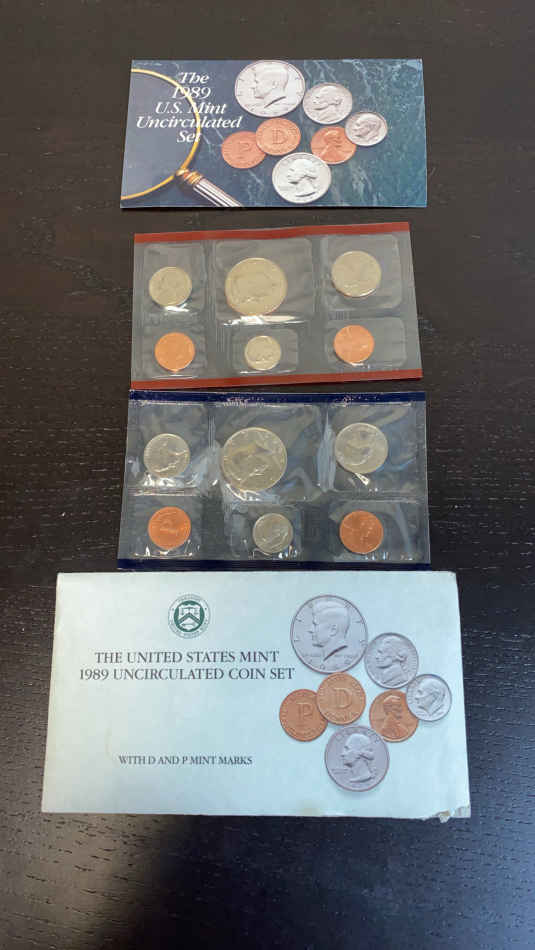 The
1989
U.S. Mint
Uncirculated
Set
P
D
THE UNITED STATES MINT
1989 UNCIRCULATED COIN SET
P
D
WITH D AND P MINT MARKS